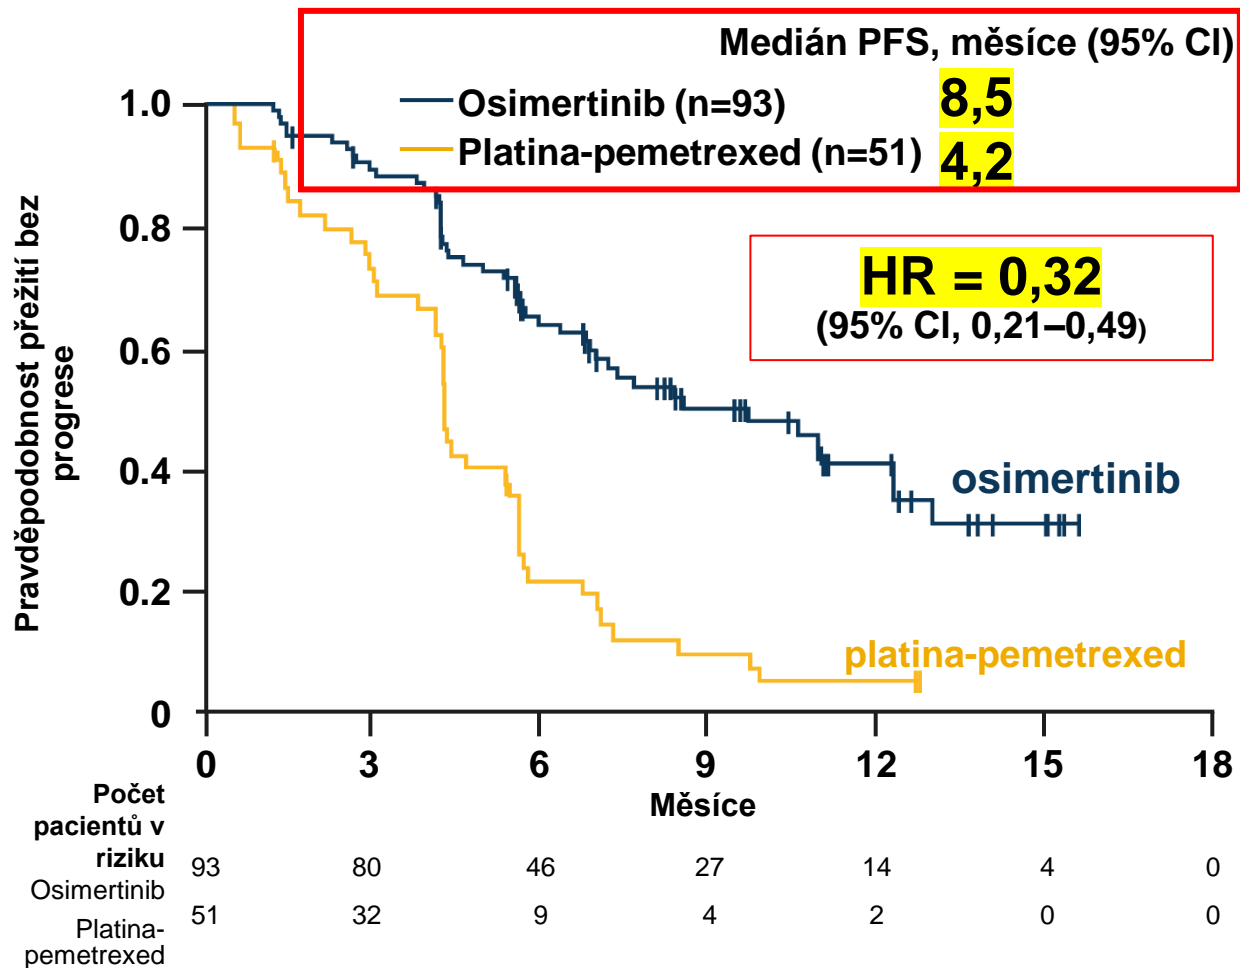 Medián PFS, měsíce (95% CI)
Osimertinib (n=93) 8,5
Platina-pemetrexed (n=51) 4,2
HR = 0,32
(95% CI, 0,21–0,49)
Pravděpodobnost přežití bez
progrese
1.0
0.8
0.6
0.4
0.2
0
osimertinib
platina-pemetrexed
0 3 6 9 12 15 18
Měsíce
Počet
pacientů v
riziku
Osimertinib 93 80 46 27 14 4 0
Platina-
pemetrexed 51 32 9 4 2 0 0